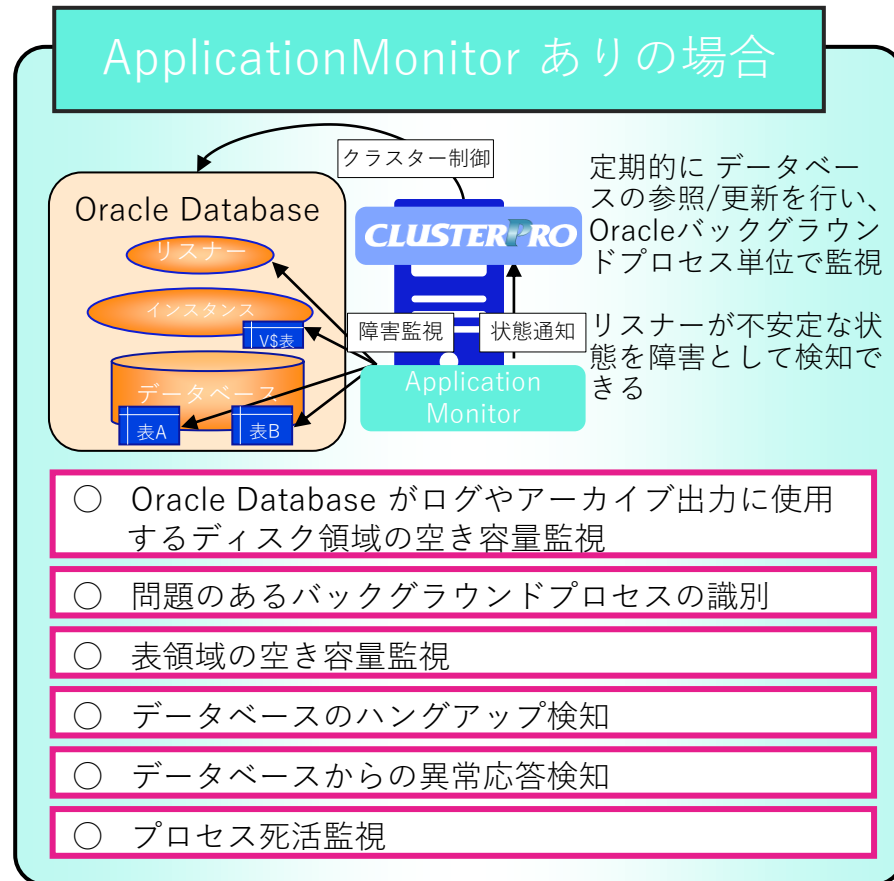 ApplicationMonitor ありの場合
クラスター制御
Oracle Database
リスナー
インスタンス
V$表
データベース
表A
表B
CLUSTERPRO
障害監視
状態通知
Application
Monitor
定期的に データベー
スの参照/更新を行い、
Oracleバックグラウン
ドプロセス単位で監視
リスナーが不安定な状
態を障害として検知で
きる
○ Oracle Database がログやアーカイブ出力に使用
するディスク領域の空き容量監視
○ 問題のあるバックグラウンドプロセスの識別
○ 表領域の空き容量監視
○ データベースのハングアップ検知
○ データベースからの異常応答検知
○ プロセス死活監視